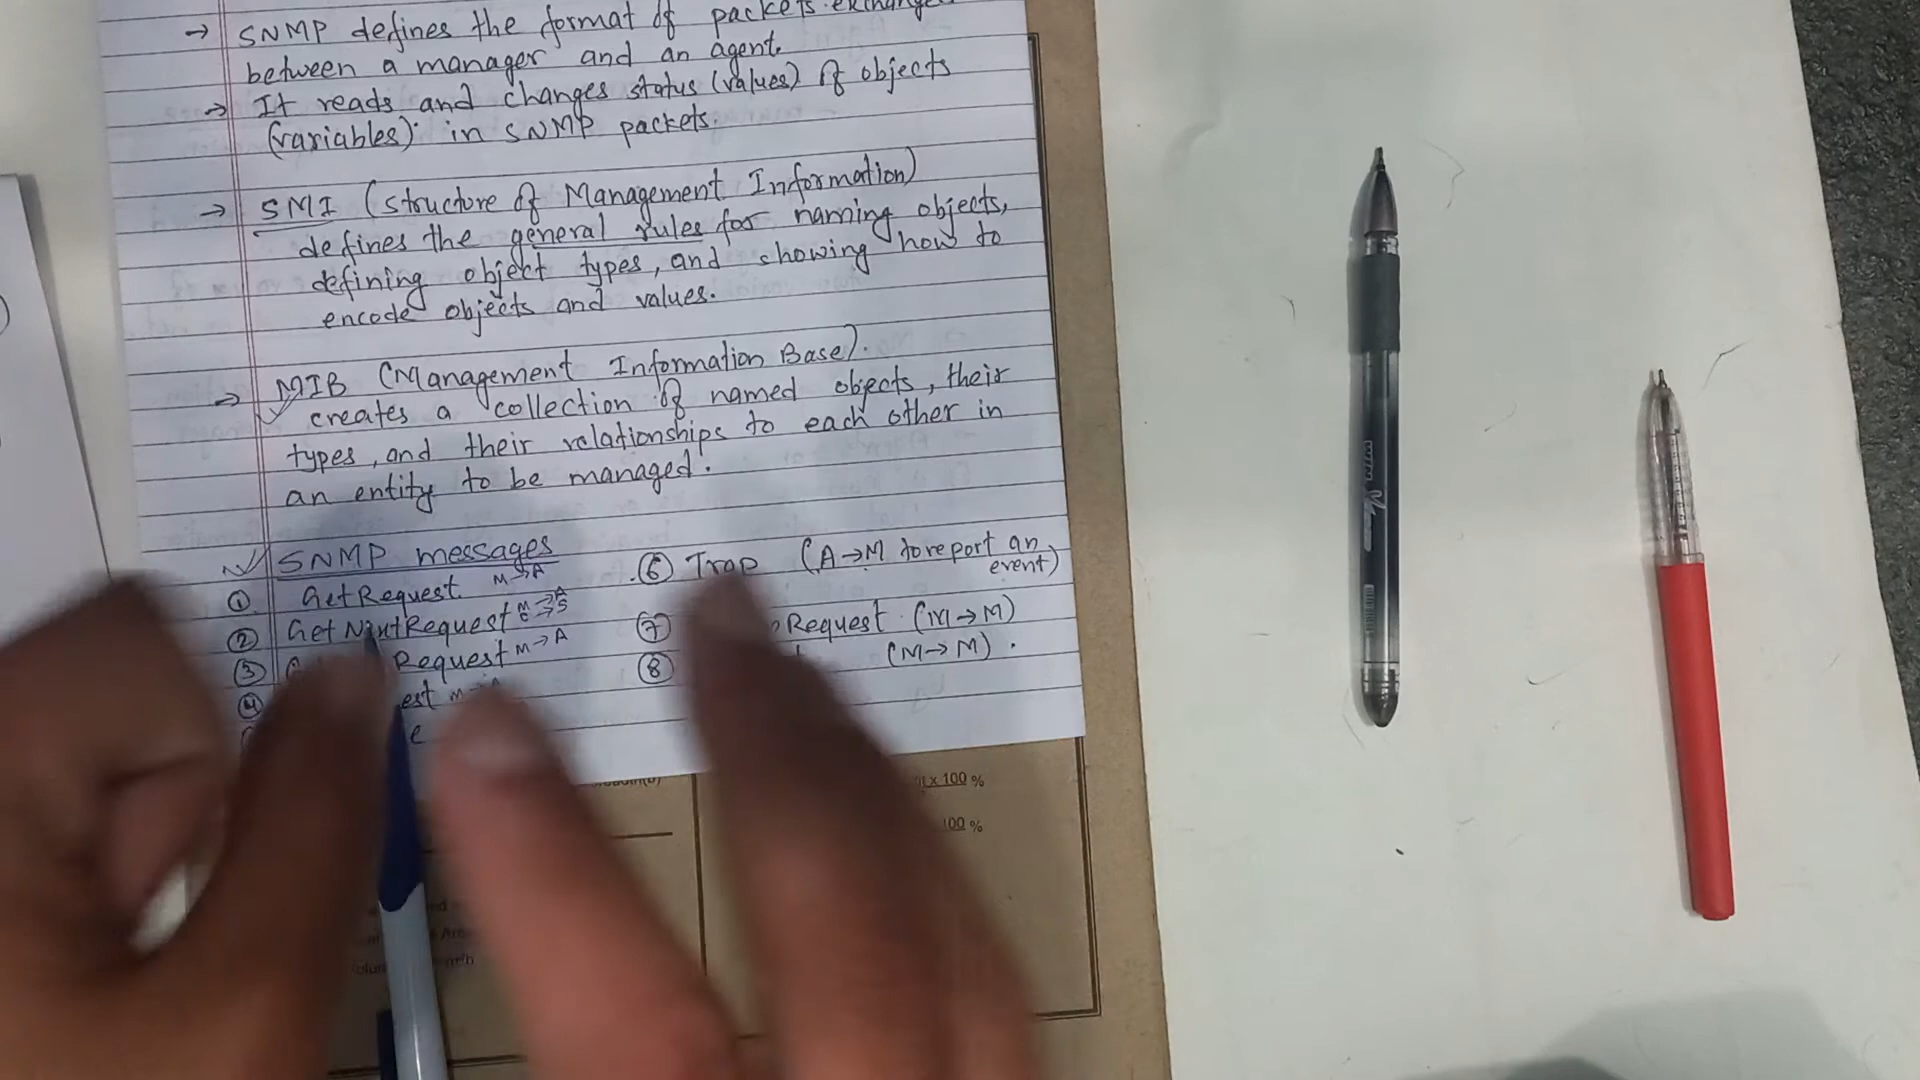 → SNMP defines the format of packets exchanged
between a manager and an agent.
→ It reads and changes status (values) of objects
(variables) in SNMP packets.
→ SMI (Structure of Management Information)
defines the general rules for naming objects,
defining object types, and showing how to
encode objects and values.
→ MIB (Management Information Base).
creates a collection of named objects, their
types, and their relationships to each other in
an entity to be managed.
SNMP messages
① GetRequest. M→A
② GetNextRequest M→A C→S
③ Request M→A
④ est
e
⑥ Trap (A→M to report an event)
⑦ Request (M→M)
⑧ (M→M).
x 100 %
100 %